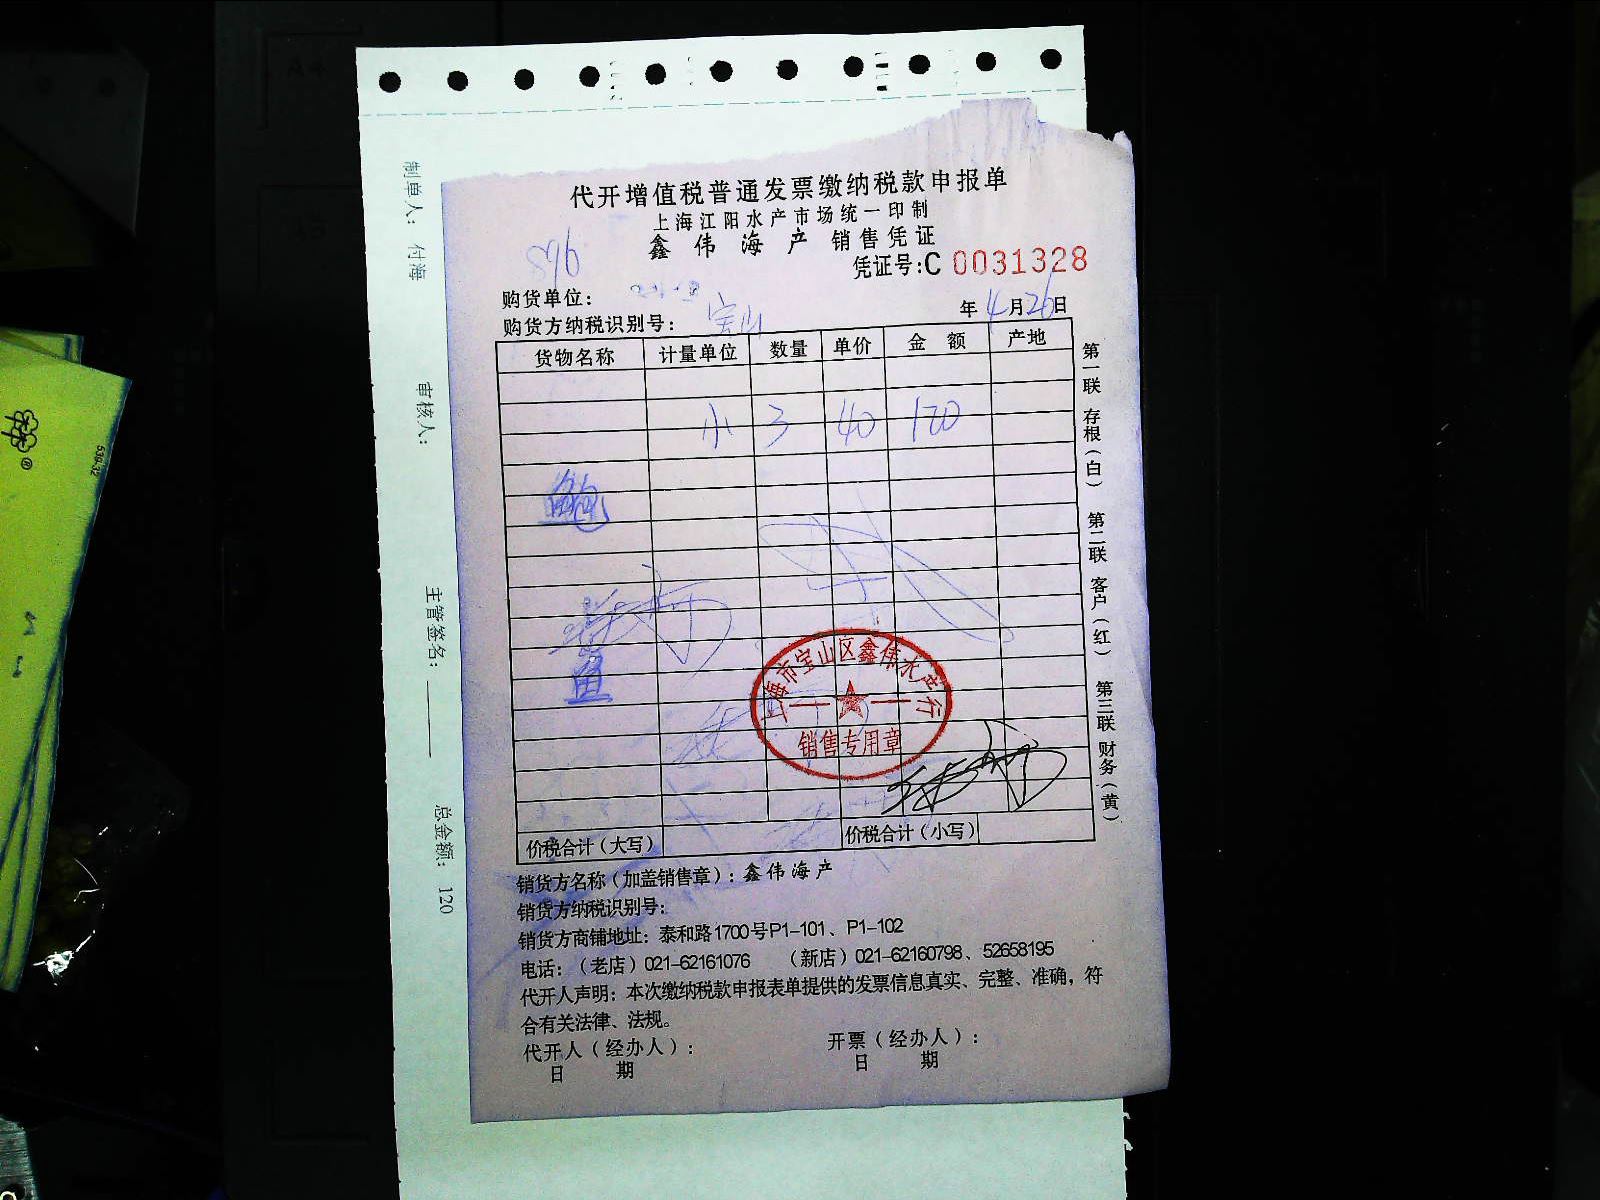 代开增值税普通发票缴纳税款申报单
上海江阳水产市场统一印制
鑫伟海产 销售凭证
凭证号:C 0031328
购货单位:
年 4月26日
购货方纳税识别号: 宝山
货物名称 计量单位 数量 单价 金额 产地
小 3 40 120
鲍
鱼
上海市宝山区鑫伟水产行
销售专用章
价税合计(大写) 价税合计(小写)
销货方名称(加盖销售章):鑫伟海产
销货方纳税识别号:
销货方商铺地址:泰和路1700号P1-101、P1-102
电话:(老店)021-62161076 (新店)021-62160798、52658195
代开人声明:本次缴纳税款申报表单提供的发票信息真实、完整、准确,符
合有关法律、法规。
代开人(经办人): 开票(经办人):
日 期 日 期
第一联 存根(白) 第二联 客户(红) 第三联 财务(黄)
制单人: 付海 审核人: 主管签名: 总金额: 120
539-32